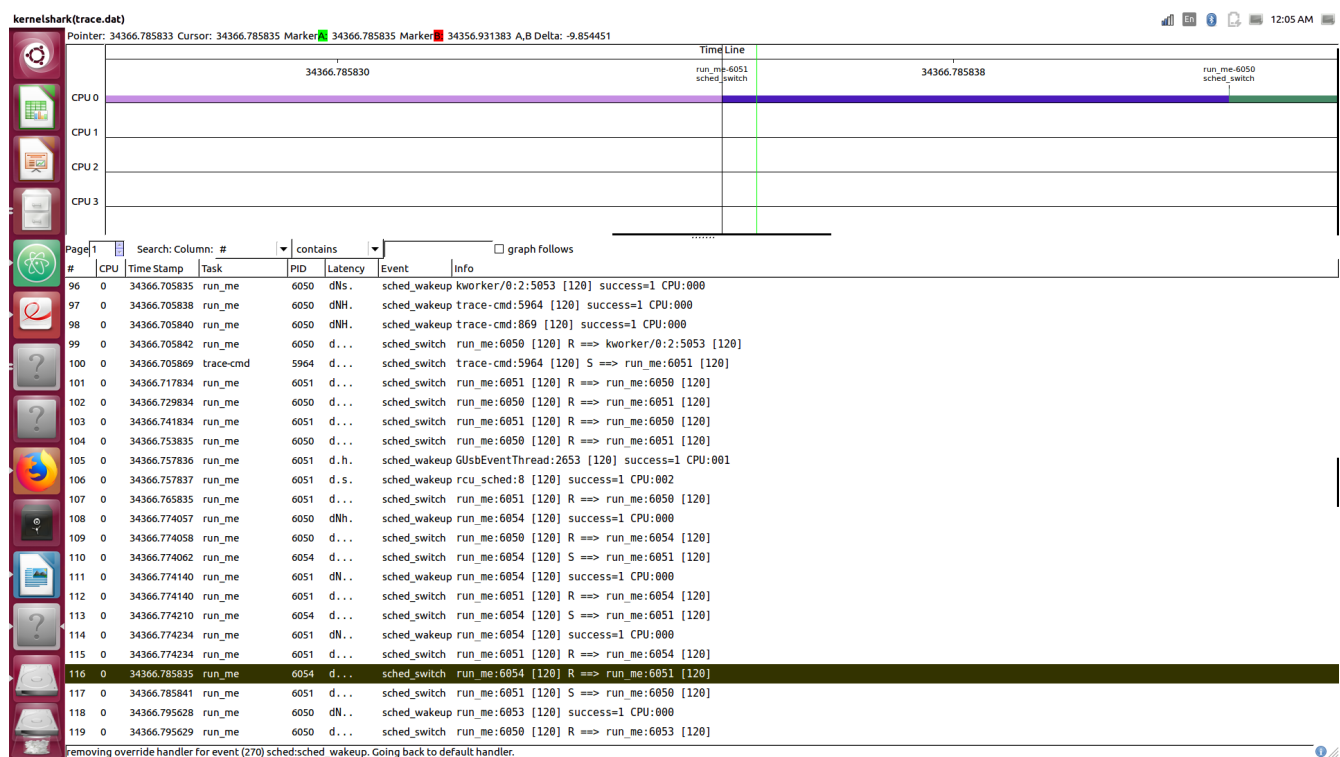 kernelshark(trace.dat)
En 12:05 AM
Pointer: 34366.785833 Cursor: 34366.785835 MarkerA: 34366.785835 MarkerB: 34356.931383 A,B Delta: -9.854451
Time Line
34366.785830 run_me-6051 34366.785838 run_me-6050
sched_switch sched_switch
CPU 0
CPU 1
CPU 2
CPU 3
Page 1 Search: Column: # contains graph follows
# CPU Time Stamp Task PID Latency Event Info
96 0 34366.705835 run_me 6050 dNs. sched_wakeup kworker/0:2:5053 [120] success=1 CPU:000
97 0 34366.705838 run_me 6050 dNH. sched_wakeup trace-cmd:5964 [120] success=1 CPU:000
98 0 34366.705840 run_me 6050 dNH. sched_wakeup trace-cmd:869 [120] success=1 CPU:000
99 0 34366.705842 run_me 6050 d... sched_switch run_me:6050 [120] R ==> kworker/0:2:5053 [120]
100 0 34366.705869 trace-cmd 5964 d... sched_switch trace-cmd:5964 [120] S ==> run_me:6051 [120]
101 0 34366.717834 run_me 6051 d... sched_switch run_me:6051 [120] R ==> run_me:6050 [120]
102 0 34366.729834 run_me 6050 d... sched_switch run_me:6050 [120] R ==> run_me:6051 [120]
103 0 34366.741834 run_me 6051 d... sched_switch run_me:6051 [120] R ==> run_me:6050 [120]
104 0 34366.753835 run_me 6050 d... sched_switch run_me:6050 [120] R ==> run_me:6051 [120]
105 0 34366.757836 run_me 6051 d.h. sched_wakeup GUsbEventThread:2653 [120] success=1 CPU:001
106 0 34366.757837 run_me 6051 d.s. sched_wakeup rcu_sched:8 [120] success=1 CPU:002
107 0 34366.765835 run_me 6051 d... sched_switch run_me:6051 [120] R ==> run_me:6050 [120]
108 0 34366.774057 run_me 6050 dNh. sched_wakeup run_me:6054 [120] success=1 CPU:000
109 0 34366.774058 run_me 6050 d... sched_switch run_me:6050 [120] R ==> run_me:6054 [120]
110 0 34366.774062 run_me 6054 d... sched_switch run_me:6054 [120] S ==> run_me:6051 [120]
111 0 34366.774140 run_me 6051 dN.. sched_wakeup run_me:6054 [120] success=1 CPU:000
112 0 34366.774140 run_me 6051 d... sched_switch run_me:6051 [120] R ==> run_me:6054 [120]
113 0 34366.774210 run_me 6054 d... sched_switch run_me:6054 [120] S ==> run_me:6051 [120]
114 0 34366.774234 run_me 6051 dN.. sched_wakeup run_me:6054 [120] success=1 CPU:000
115 0 34366.774234 run_me 6051 d... sched_switch run_me:6051 [120] R ==> run_me:6054 [120]
116 0 34366.785835 run_me 6054 d... sched_switch run_me:6054 [120] R ==> run_me:6051 [120]
117 0 34366.785841 run_me 6051 d... sched_switch run_me:6051 [120] S ==> run_me:6050 [120]
118 0 34366.795628 run_me 6050 dN.. sched_wakeup run_me:6053 [120] success=1 CPU:000
119 0 34366.795629 run_me 6050 d... sched_switch run_me:6050 [120] R ==> run_me:6053 [120]
removing override handler for event (270) sched:sched_wakeup. Going back to default handler.